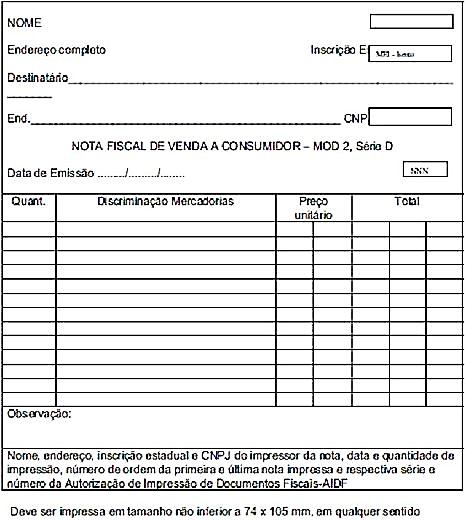 NOME
Endereço completo Inscrição E
Destinatário
End. CNP
NOTA FISCAL DE VENDA A CONSUMIDOR – MOD 2, Série D
Data de Emissão ........./........./.......
NNN
Quant. Discriminação Mercadorias Preço unitário Total
Observação:
Nome, endereço, inscrição estadual e CNPJ do impressor da nota, data e quantidade de
impressão, número de ordem da primeira e última nota impressa e respectiva série e
número da Autorização de Impressão de Documentos Fiscais-AIDF
Deve ser impressa em tamanho não inferior a 74 x 105 mm, em qualquer sentido